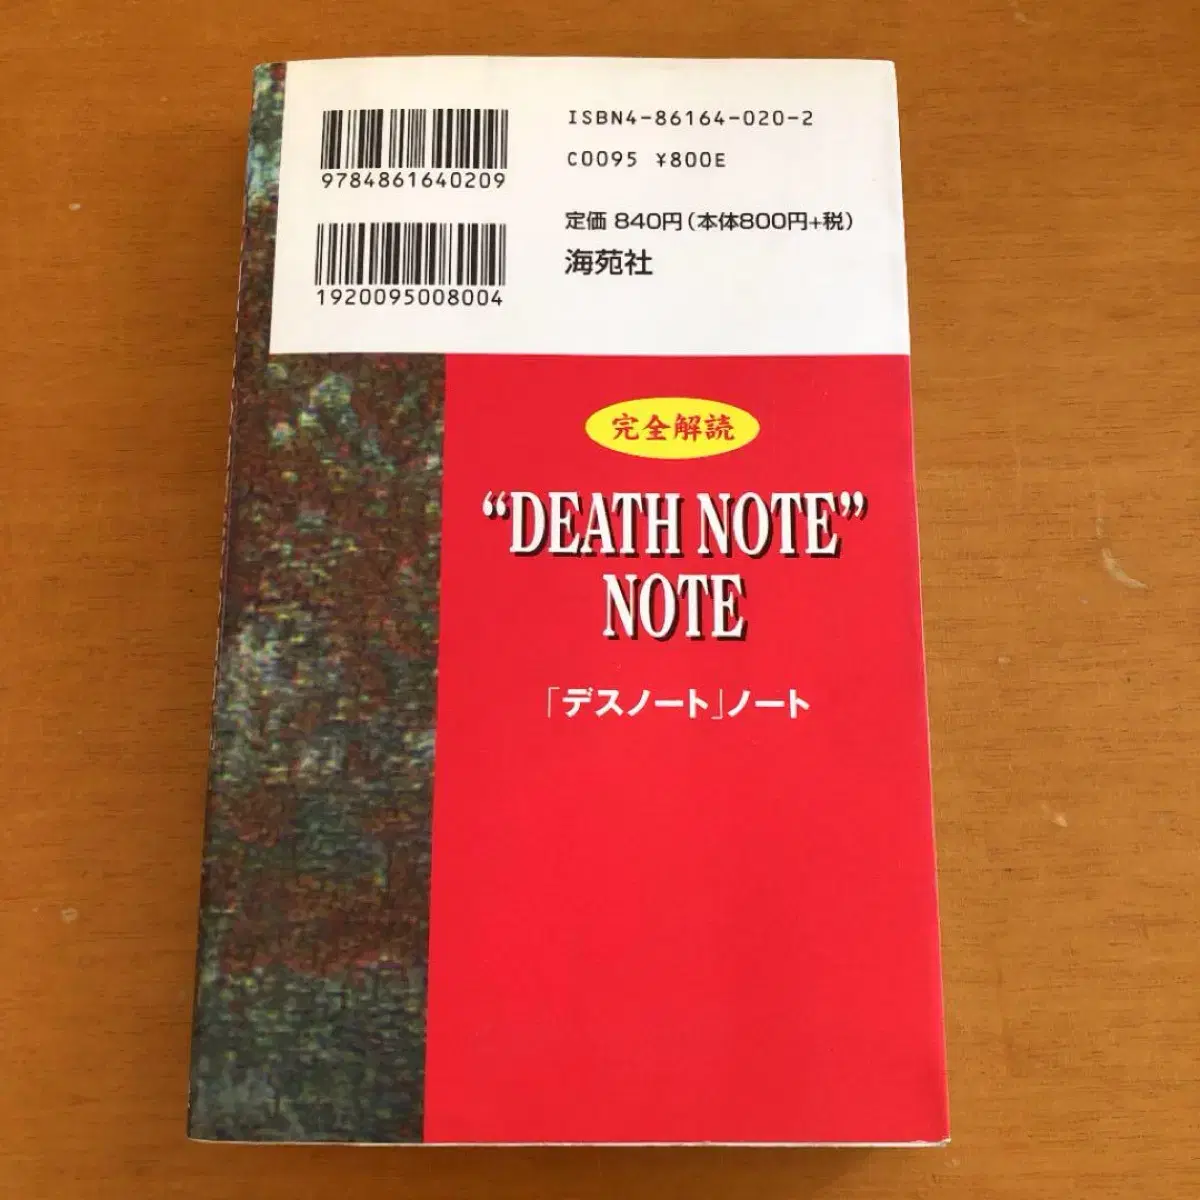 9784861640209
ISBN4-86164-020-2
C0095 ¥800E
1920095008004
定価 840円(本体800円+税)
海苑社
完全解読
“DEATH NOTE”
NOTE
「デスノート」ノート